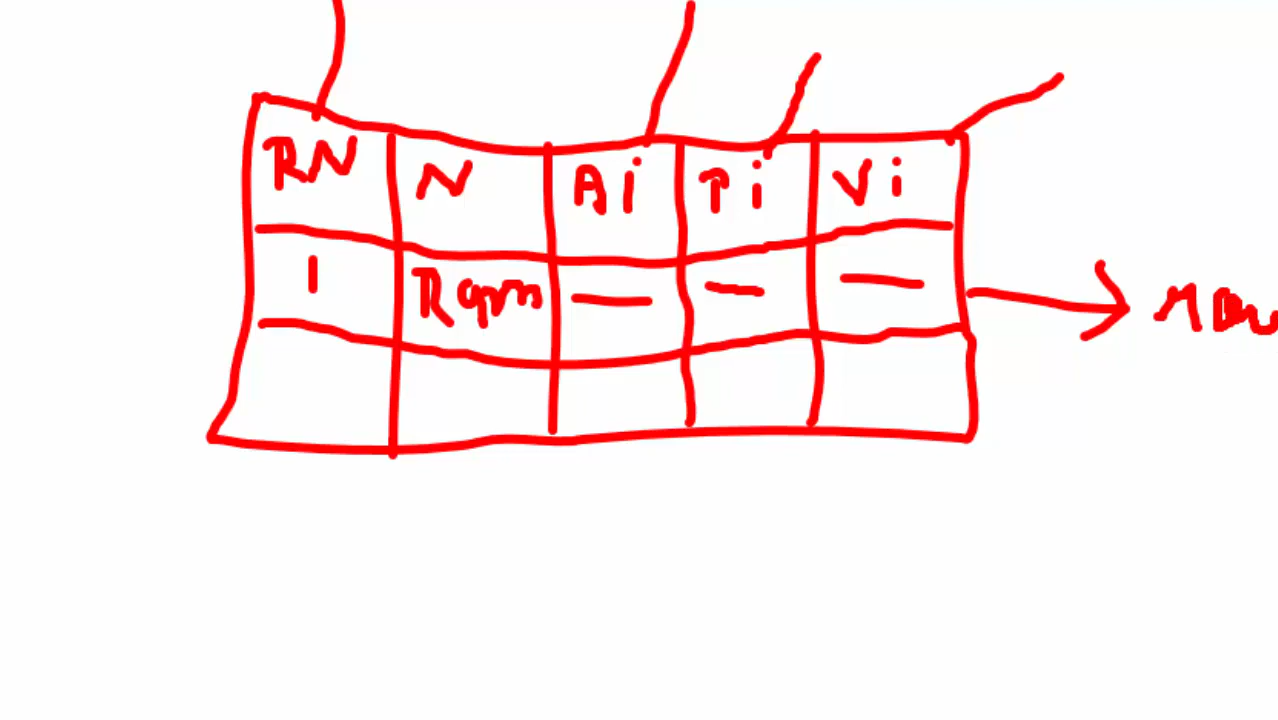 RN N Ai Pi Vi
1 Ram — — —